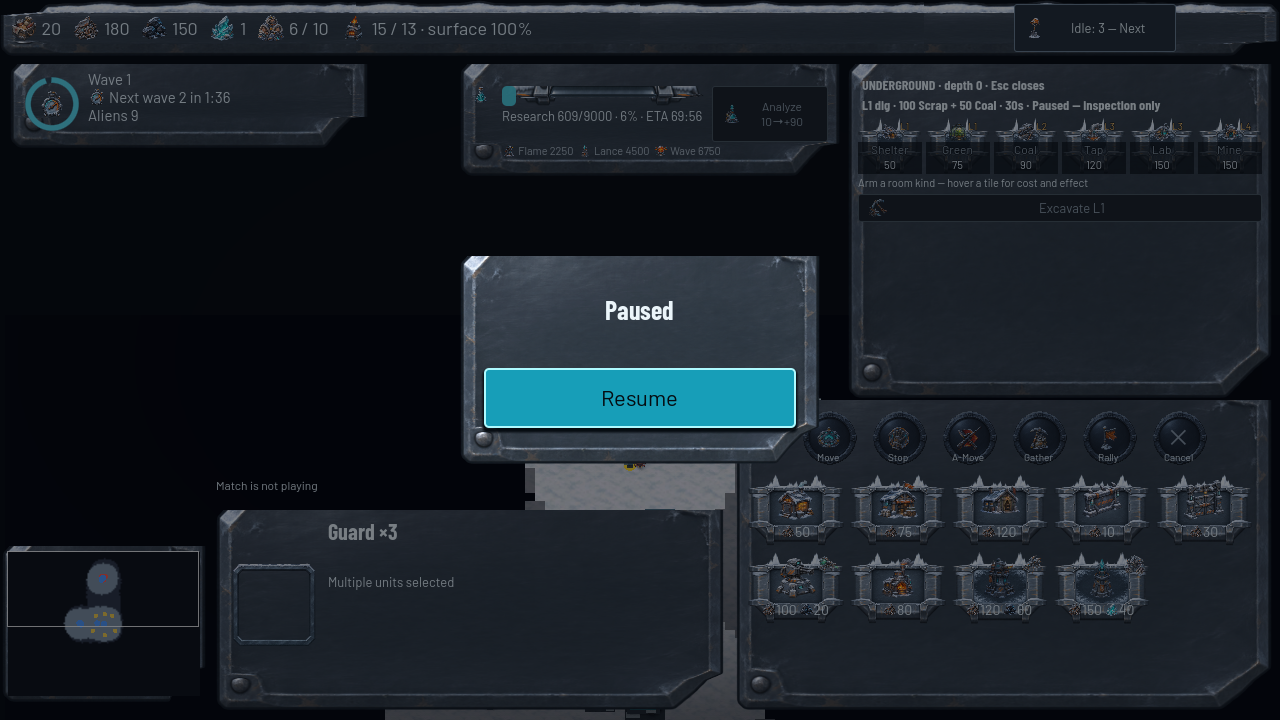 20 180 150 1 6 / 10 15 / 13 · surface 100%
Idle: 3 — Next
Wave 1
Next wave 2 in 1:36
Aliens 9
Research 609/9000 · 6% · ETA 69:56
Flame 2250 Lance 4500 Wave 6750
Analyze
10→+90
UNDERGROUND · depth 0 · Esc closes
L1 dig · 100 Scrap + 50 Coal · 30s · Paused — Inspection only
Shelter Green Coal Tap Lab Mine
50 75 90 120 150 150
Arm a room kind — hover a tile for cost and effect
Excavate L1
Paused
Resume
Move Stop A-Move Gather Rally Cancel
50 75 120 10 30
100 20 80 120 80 150 40
Match is not playing
Guard ×3
Multiple units selected